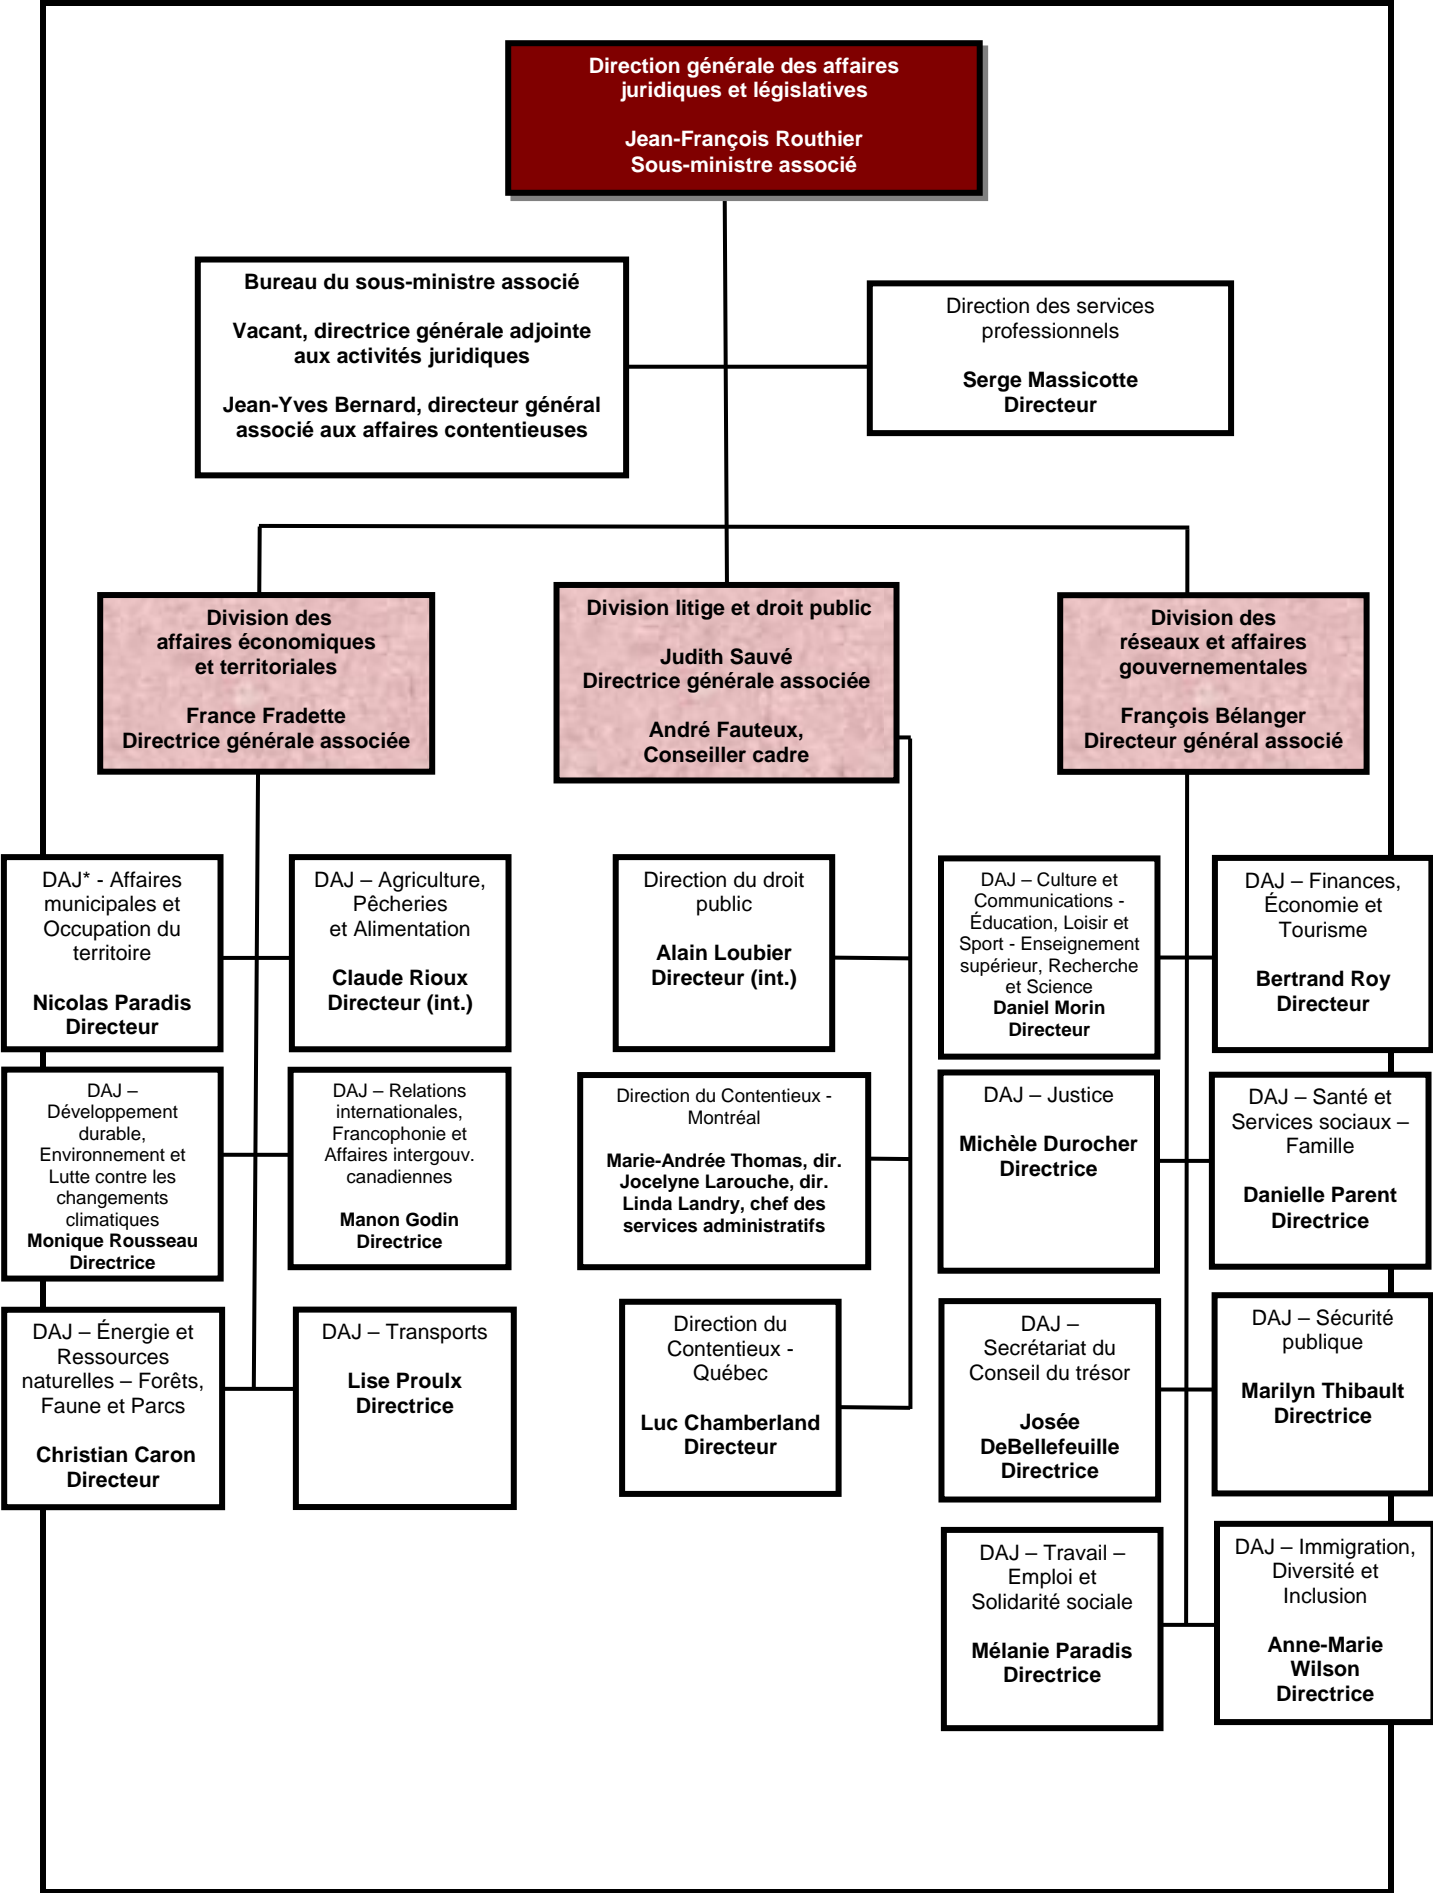 Direction générale des affaires
juridiques et législatives
Jean-François Routhier
Sous-ministre associé
Bureau du sous-ministre associé
Vacant, directrice générale adjointe
aux activités juridiques
Jean-Yves Bernard, directeur général
associé aux affaires contentieuses
Direction des services
professionnels
Serge Massicotte
Directeur
Division des
affaires économiques
et territoriales
France Fradette
Directrice générale associée
Division litige et droit public
Judith Sauvé
Directrice générale associée
André Fauteux,
Conseiller cadre
Division des
réseaux et affaires
gouvernementales
François Bélanger
Directeur général associé
DAJ* - Affaires
municipales et
Occupation du
territoire
Nicolas Paradis
Directeur
DAJ – Agriculture,
Pêcheries
et Alimentation
Claude Rioux
Directeur (int.)
Direction du droit
public
Alain Loubier
Directeur (int.)
DAJ – Culture et
Communications -
Éducation, Loisir et
Sport - Enseignement
supérieur, Recherche
et Science
Daniel Morin
Directeur
DAJ – Finances,
Économie et
Tourisme
Bertrand Roy
Directeur
DAJ –
Développement
durable,
Environnement et
Lutte contre les
changements
climatiques
Monique Rousseau
Directrice
DAJ – Relations
internationales,
Francophonie et
Affaires intergouv.
canadiennes
Manon Godin
Directrice
Direction du Contentieux -
Montréal
Marie-Andrée Thomas, dir.
Jocelyne Larouche, dir.
Linda Landry, chef des
services administratifs
DAJ – Justice
Michèle Durocher
Directrice
DAJ – Santé et
Services sociaux –
Famille
Danielle Parent
Directrice
DAJ – Énergie et
Ressources
naturelles – Forêts,
Faune et Parcs
Christian Caron
Directeur
DAJ – Transports
Lise Proulx
Directrice
Direction du
Contentieux -
Québec
Luc Chamberland
Directeur
DAJ –
Secrétariat du
Conseil du trésor
Josée
DeBellefeuille
Directrice
DAJ – Sécurité
publique
Marilyn Thibault
Directrice
DAJ – Travail –
Emploi et
Solidarité sociale
Mélanie Paradis
Directrice
DAJ – Immigration,
Diversité et
Inclusion
Anne-Marie
Wilson
Directrice